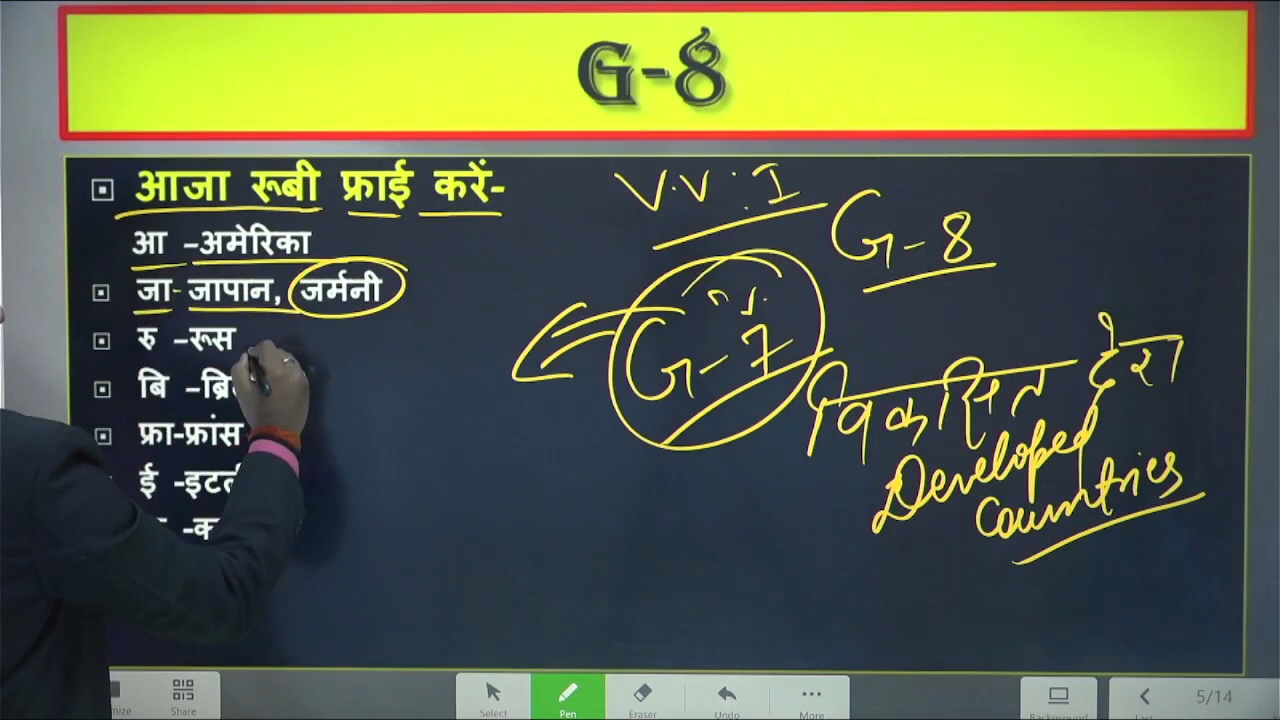 G-8
आजा रूबी फ्राई करें-
आ –अमेरिका
जा- जापान, जर्मनी
रु –रूस
बि
फ्रा-फ्रांस
ई
V.V.I
G-8
G-7
विकसित देश
Developed
Countries
Select
Pen
Eraser
Undo
More
Share
5/14